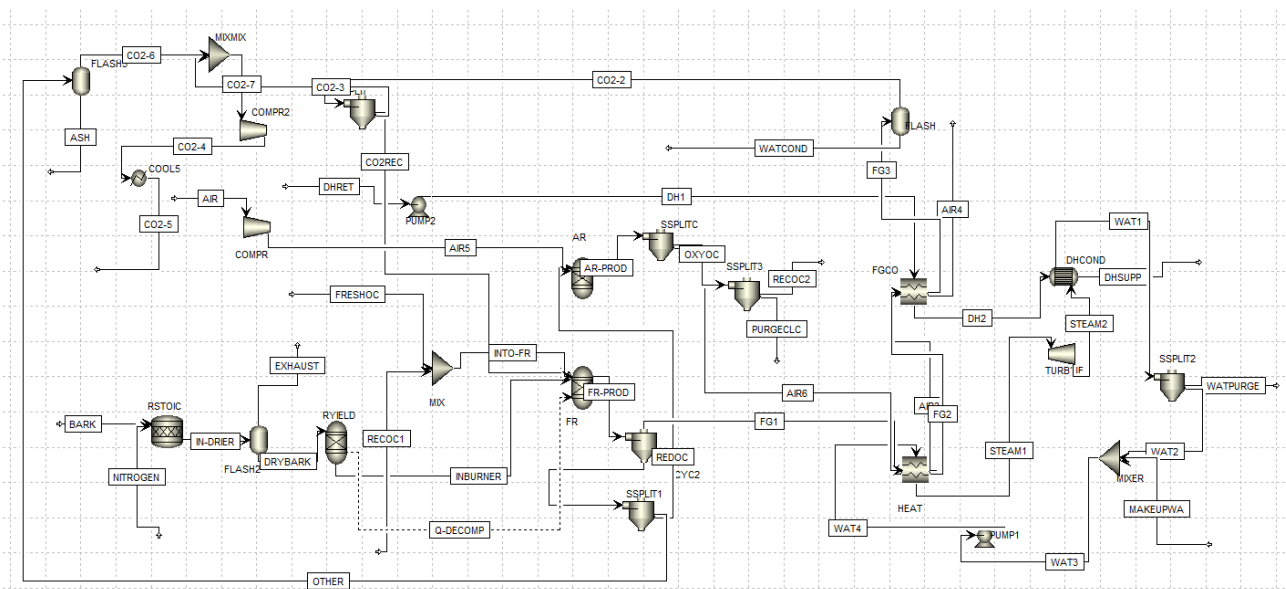 MIXMIX
CO2-6
FLASH3
CO2-7
CO2-3
CO2-2
COMPR2
ASH
FLASH
CO2-4
WATCOND
CO2REC
COOL5
FG3
DHRET
DH1
AIR
AIR4
PUMP2
CO2-5
WAT1
SSPLITC
AR
COMPR
AIR5
OXYOC
AR-PROD
SSPLIT3
FGCO
DHCOND
RECOC2
DHSUPP
FRESHOC
DH2
STEAM2
PURGECLC
INTO-FR
SSPLIT2
EXHAUST
TURB
IF
WATPURGE
FR-PROD
AIR6
MIX
RSTOIC
FR
FG2
RYIELD
FG1
BARK
RECOC1
IN-DRIER
STEAM1
WAT2
REDOC
DRYBARK
FLASH2
CYC2
INBURNER
MIXER
NITROGEN
SSPLIT1
HEAT
MAKEUPWA
Q-DECOMP
WAT4
PUMP1
WAT3
OTHER